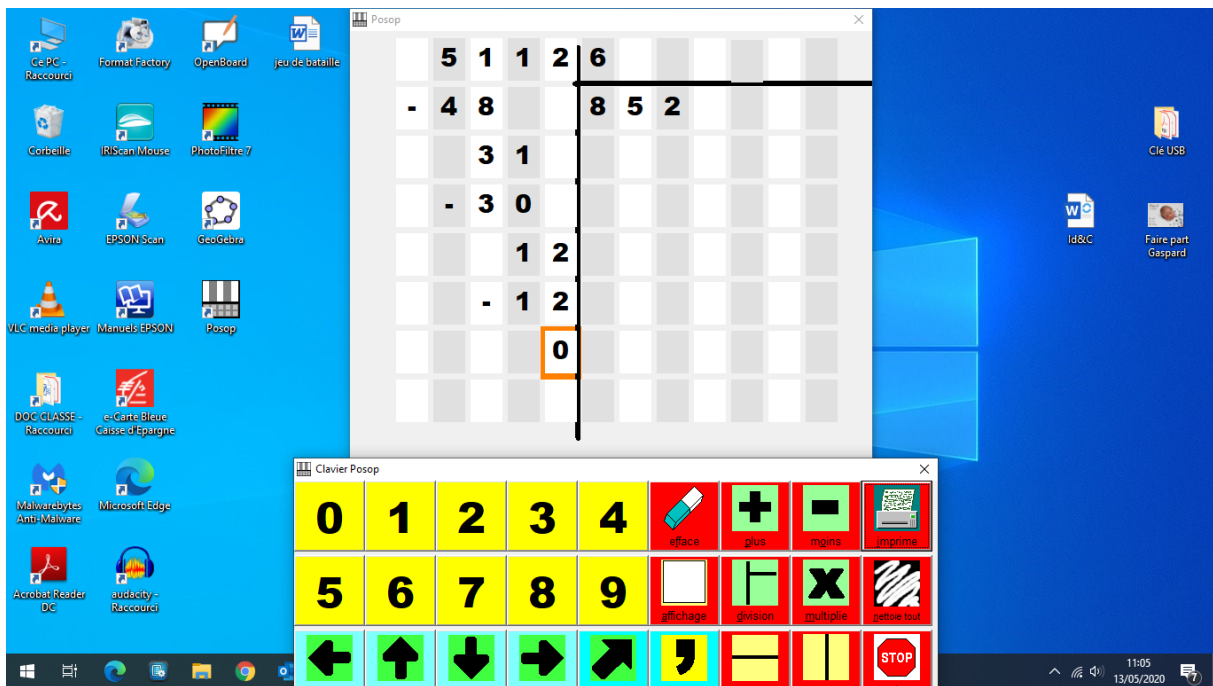 Posop
5 1 1 2 6
- 4 8 8 5 2
3 1
- 3 0
1 2
- 1 2
0
Ce PC - Raccourci
Format Factory
OpenBoard
jeu de bataille
Corbeille
IRIScan Mouse
PhotoFiltre 7
Clé USB
Avira
EPSON Scan
GeoGebra
Id&C
Faire part Gaspard
VLC media player
Manuels EPSON
Posop
DOC CLASSE - Raccourci
e-Carte Bleue Caisse d'Epargne
Malwarebytes Anti-Malware
Microsoft Edge
Acrobat Reader DC
audacity - Raccourci
Clavier Posop
0 1 2 3 4
efface plus moins imprime
5 6 7 8 9
affichage division multiplie nettoie tout
,
STOP
11:05
13/05/2020
7